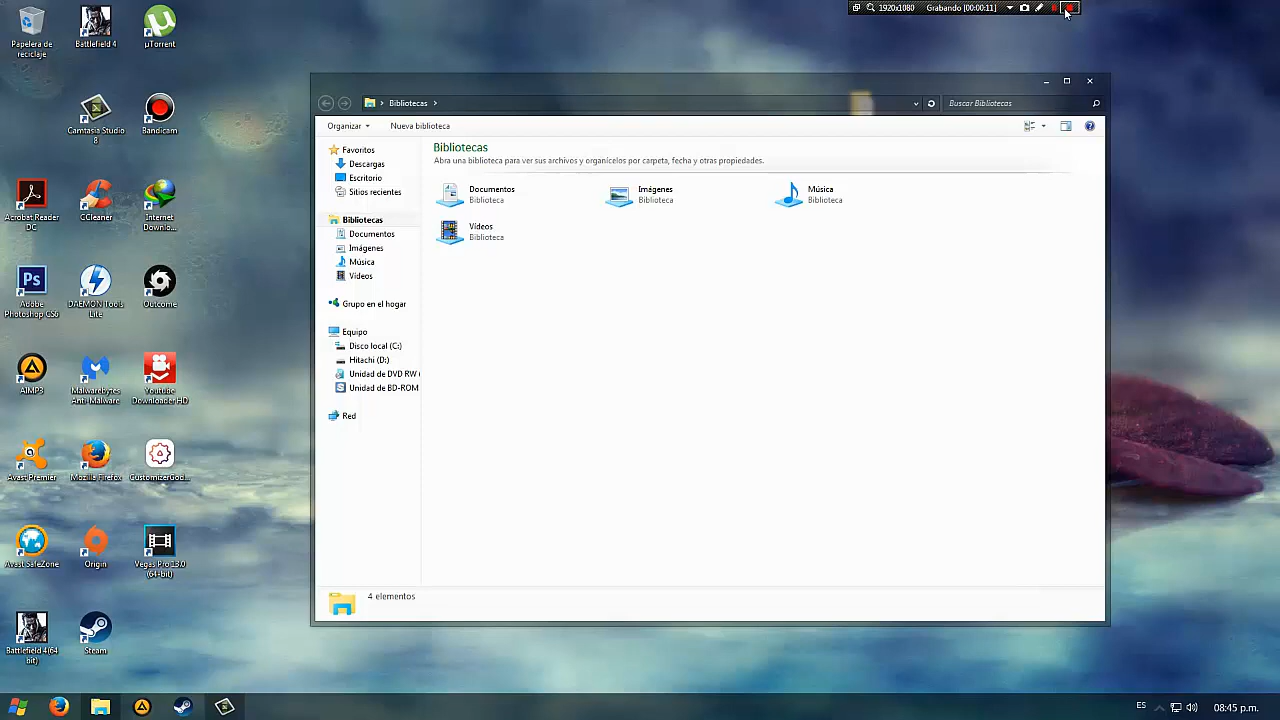 1920x1080 Grabando [00:00:11]
Papelera de
reciclaje
Battlefield 4
µTorrent
Camtasia Studio
8
Bandicam
Acrobat Reader
DC
CCleaner
Internet
Downlo...
Adobe
Photoshop CS6
DAEMON Tools
Lite
Outcome
AIMP3
Malwarebytes
Anti-Malware
Youtube
Downloader HD
Avast Premier
Mozilla Firefox
CustomizerGod...
Avast SafeZone
Origin
Vegas Pro 13.0
(64-bit)
Battlefield 4(64
bit)
Steam
Bibliotecas
Buscar Bibliotecas
Organizar
Nueva biblioteca
Favoritos
Descargas
Escritorio
Sitios recientes
Bibliotecas
Documentos
Imágenes
Música
Vídeos
Grupo en el hogar
Equipo
Disco local (C:)
Hitachi (D:)
Unidad de DVD RW (
Unidad de BD-ROM
Red
Bibliotecas
Abra una biblioteca para ver sus archivos y organícelos por carpeta, fecha y otras propiedades.
Documentos
Biblioteca
Imágenes
Biblioteca
Música
Biblioteca
Vídeos
Biblioteca
4 elementos
ES
08:45 p.m.